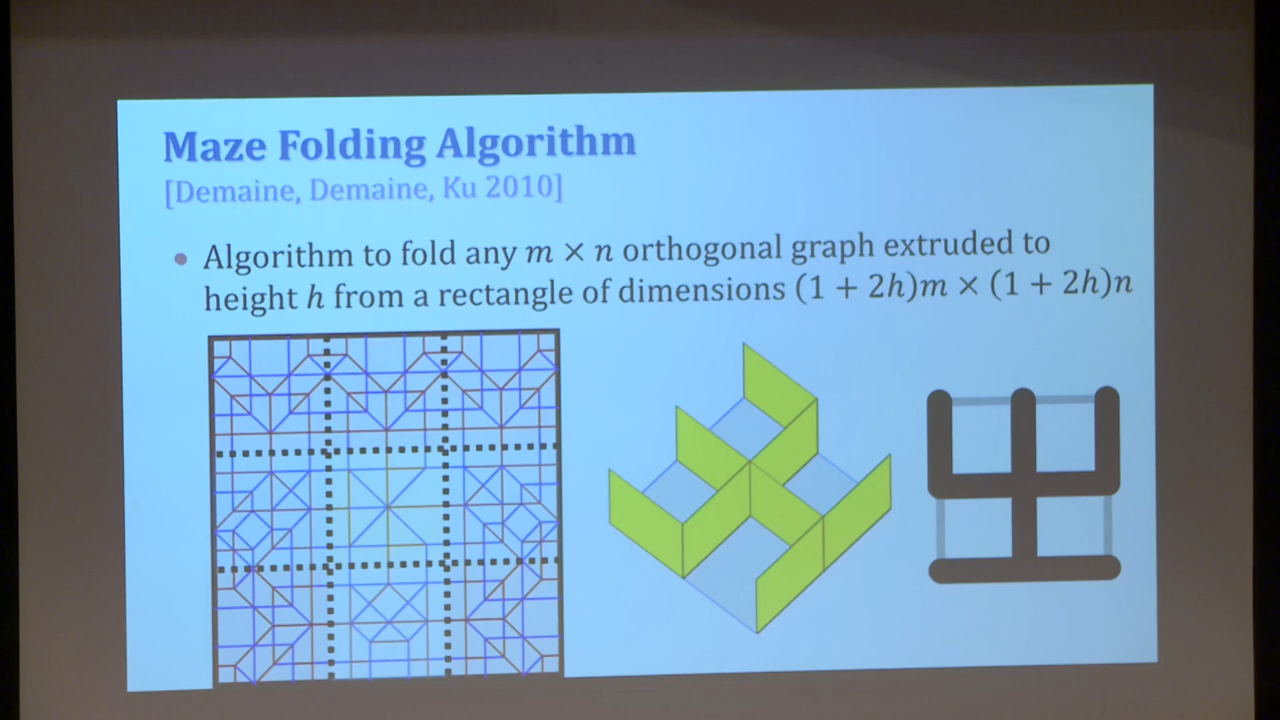 Maze Folding Algorithm
[Demaine, Demaine, Ku 2010]
• Algorithm to fold any m × n orthogonal graph extruded to
height h from a rectangle of dimensions (1 + 2h)m × (1 + 2h)n